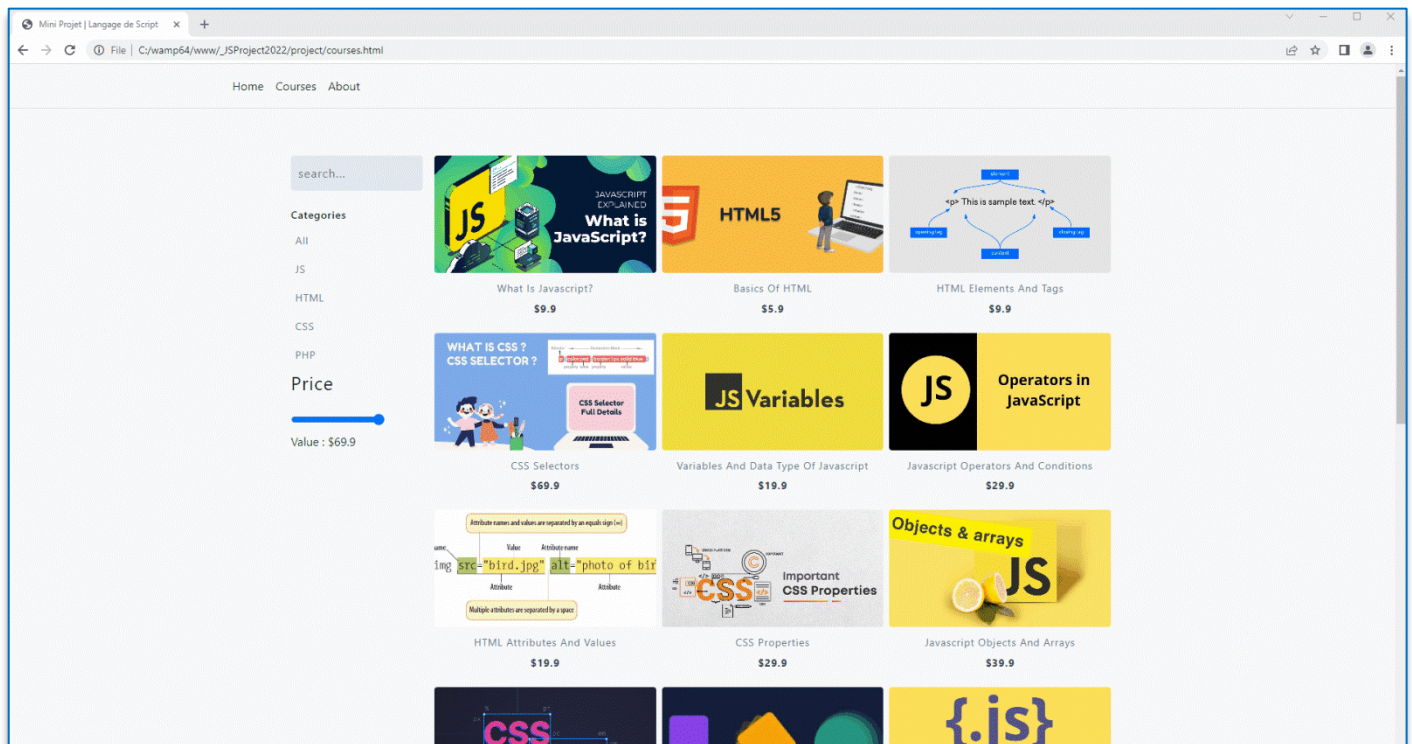 Mini Projet | Langage de Script
File
C:/wamp64/www/_JSProject2022/project/courses.html
Home Courses About
search...
Categories
All
JS
HTML
CSS
PHP
Price
Value : $69.9
JS
JAVASCRIPT
EXPLAINED
What is
JavaScript?
What Is Javascript?
$9.9
HTML5
Basics Of HTML
$5.9
element
<p> This is sample text. </p>
opening tag
closing tag
content
HTML Elements And Tags
$9.9
WHAT IS CSS ?
CSS SELECTOR ?
CSS Selector
Full Details
CSS Selectors
$69.9
JS Variables
Variables And Data Type Of Javascript
$19.9
JS
Operators in
JavaScript
Javascript Operators And Conditions
$29.9
Attribute names and values are separated by an equals sign (=)
Value Attribute name
img src="bird.jpg" alt="photo of bir
Attribute Attribute
Multiple attributes are separated by a space
HTML Attributes And Values
$19.9
CSS
Important
CSS Properties
CSS Properties
$29.9
Objects & arrays
JS
Javascript Objects And Arrays
$39.9
CSS
{.js}